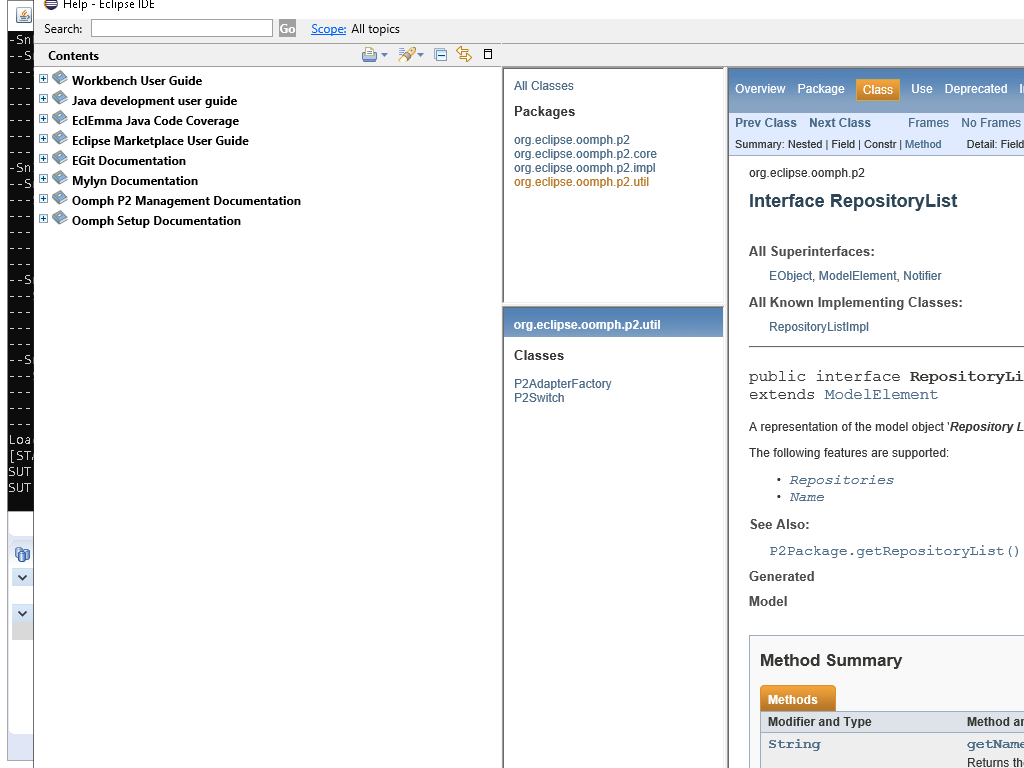 Help - Eclipse IDE
Search:
Go
Scope: All topics
Contents
Workbench User Guide
Java development user guide
EclEmma Java Code Coverage
Eclipse Marketplace User Guide
EGit Documentation
Mylyn Documentation
Oomph P2 Management Documentation
Oomph Setup Documentation
All Classes
Packages
org.eclipse.oomph.p2
org.eclipse.oomph.p2.core
org.eclipse.oomph.p2.impl
org.eclipse.oomph.p2.util
org.eclipse.oomph.p2.util
Classes
P2AdapterFactory
P2Switch
Overview Package Class Use Deprecated
Prev Class Next Class Frames No Frames
Summary: Nested | Field | Constr | Method Detail: Field
org.eclipse.oomph.p2
Interface RepositoryList
All Superinterfaces:
EObject, ModelElement, Notifier
All Known Implementing Classes:
RepositoryListImpl
public interface RepositoryLi
extends ModelElement
A representation of the model object 'Repository L
The following features are supported:
• Repositories
• Name
See Also:
P2Package.getRepositoryList()
Generated
Model
Method Summary
Methods
Modifier and Type Method an
String getName
Returns th
-Sn
-Sn
--S
--S
Loa
[STA
SUT
SUT